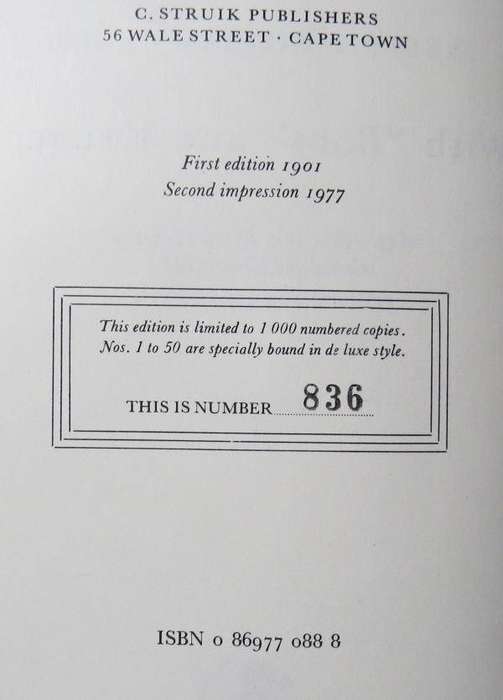 C. STRUIK PUBLISHERS
56 WALE STREET · CAPE TOWN
First edition 1901
Second impression 1977
This edition is limited to 1 000 numbered copies.
Nos. 1 to 50 are specially bound in de luxe style.
THIS IS NUMBER 836
ISBN 0 86977 088 8